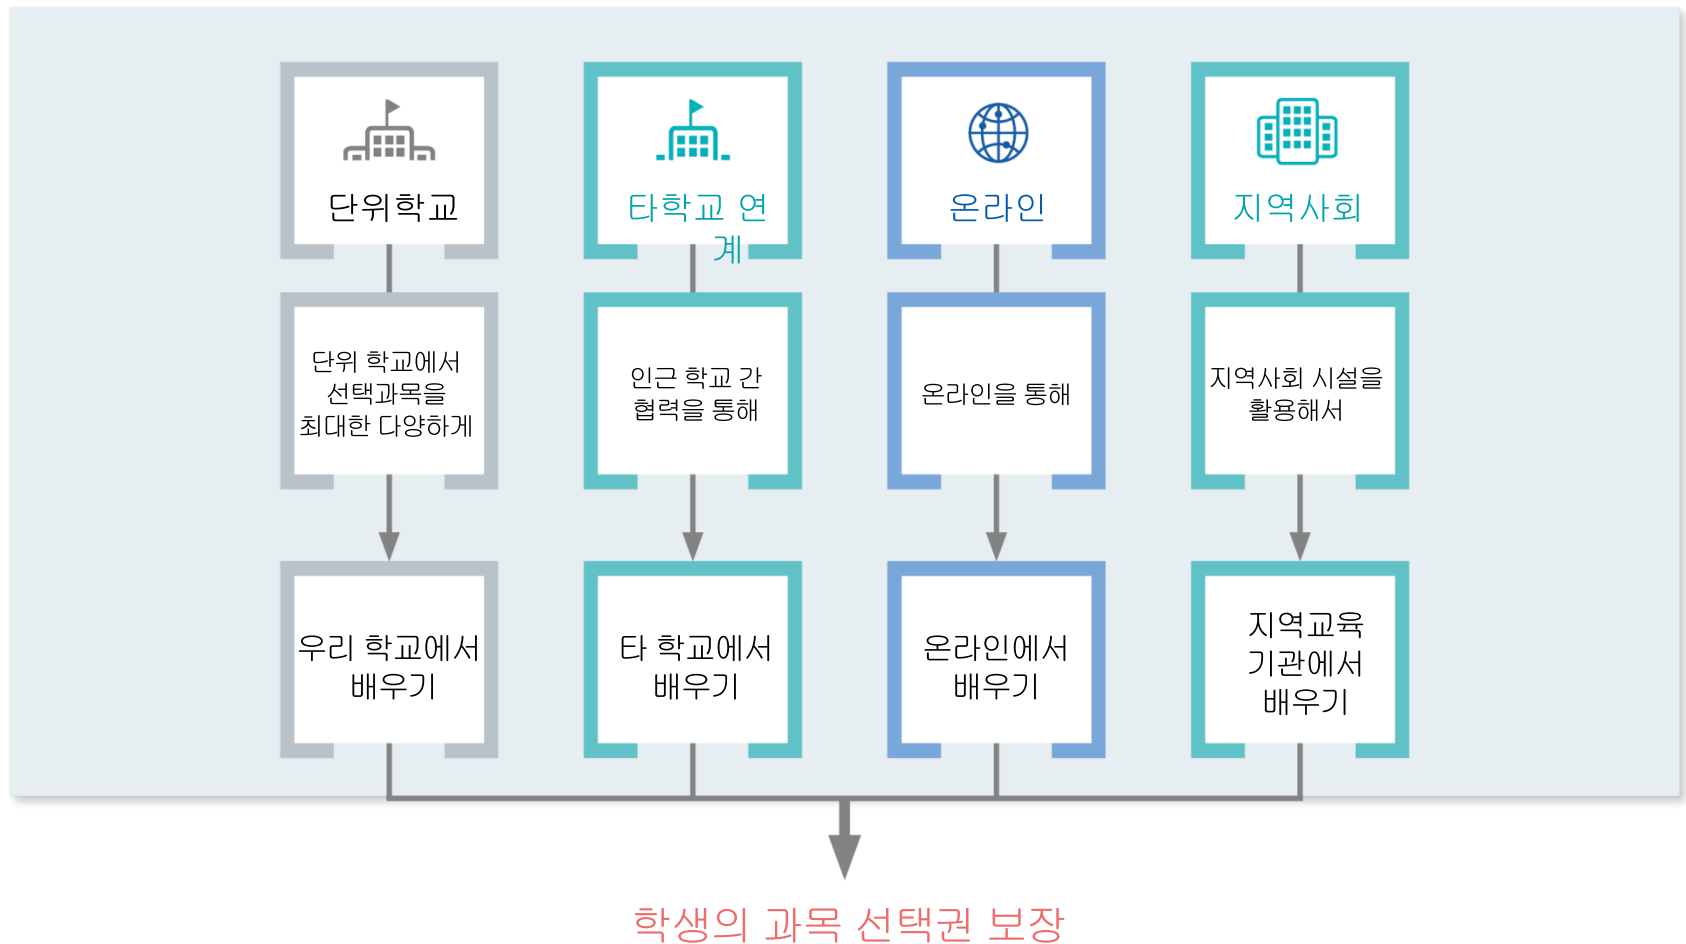 단위학교
타학교 연
계
온라인
지역사회
단위 학교에서
선택과목을
최대한 다양하게
인근 학교 간
협력을 통해
온라인을 통해
지역사회 시설을
활용해서
우리 학교에서
배우기
타 학교에서
배우기
온라인에서
배우기
지역교육
기관에서
배우기
학생의 과목 선택권 보장